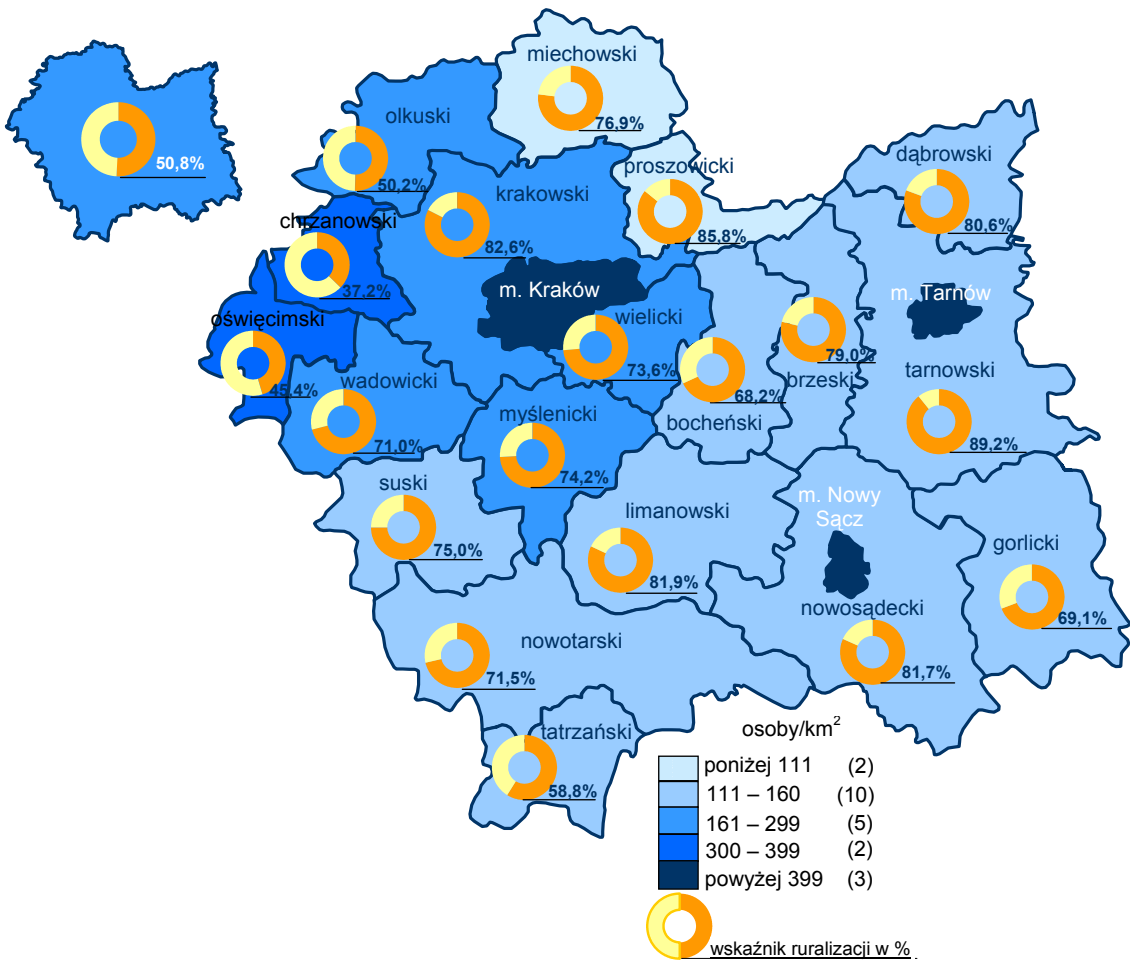 50,8%
miechowski
76,9%
olkuski
50,2%
proszowicki
85,8%
dąbrowski
80,6%
krakowski
82,6%
chrzanowski
37,2%
m. Kraków
m. Tarnów
oświęcimski
45,4%
wielicki
73,6%
wadowicki
71,0%
myślenicki
74,2%
bocheński
68,2%
brzeski
79,0%
tarnowski
89,2%
suski
75,0%
limanowski
81,9%
m. Nowy
Sącz
gorlicki
69,1%
nowosądecki
81,7%
nowotarski
71,5%
tatrzański
58,8%
osoby/km²
poniżej 111 (2)
111 – 160 (10)
161 – 299 (5)
300 – 399 (2)
powyżej 399 (3)
wskaźnik ruralizacji w % .